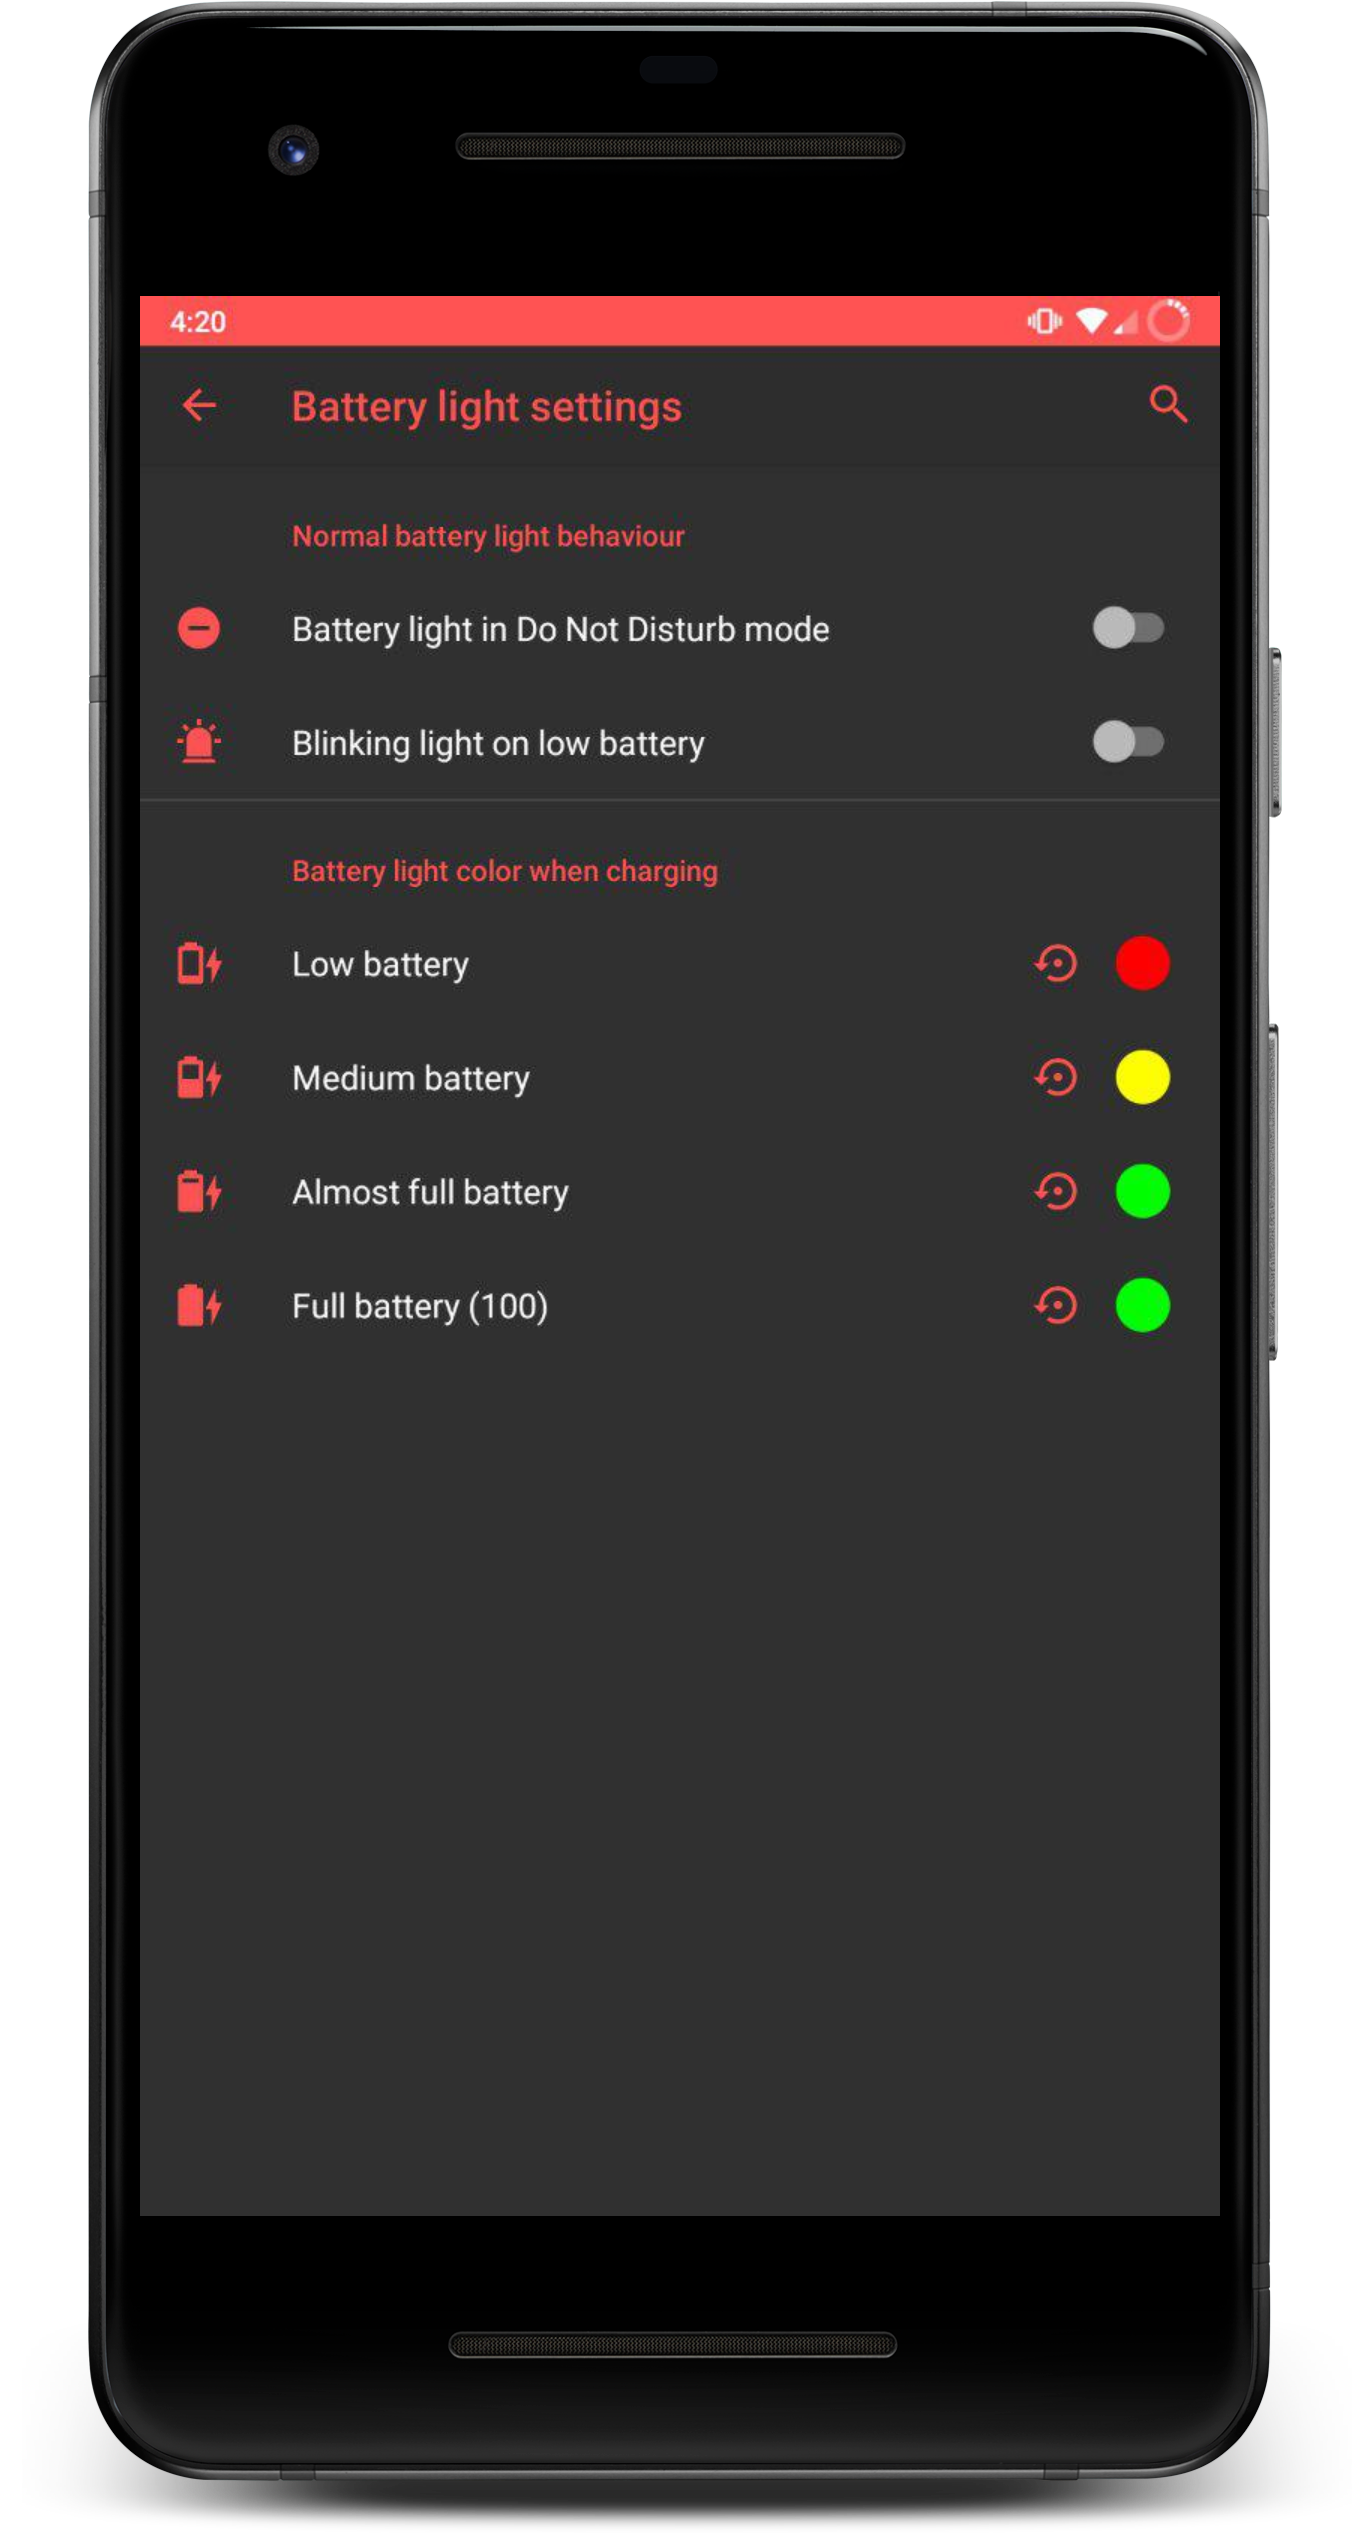 4:20
Battery light settings
Normal battery light behaviour
Battery light in Do Not Disturb mode
Blinking light on low battery
Battery light color when charging
Low battery
Medium battery
Almost full battery
Full battery (100)